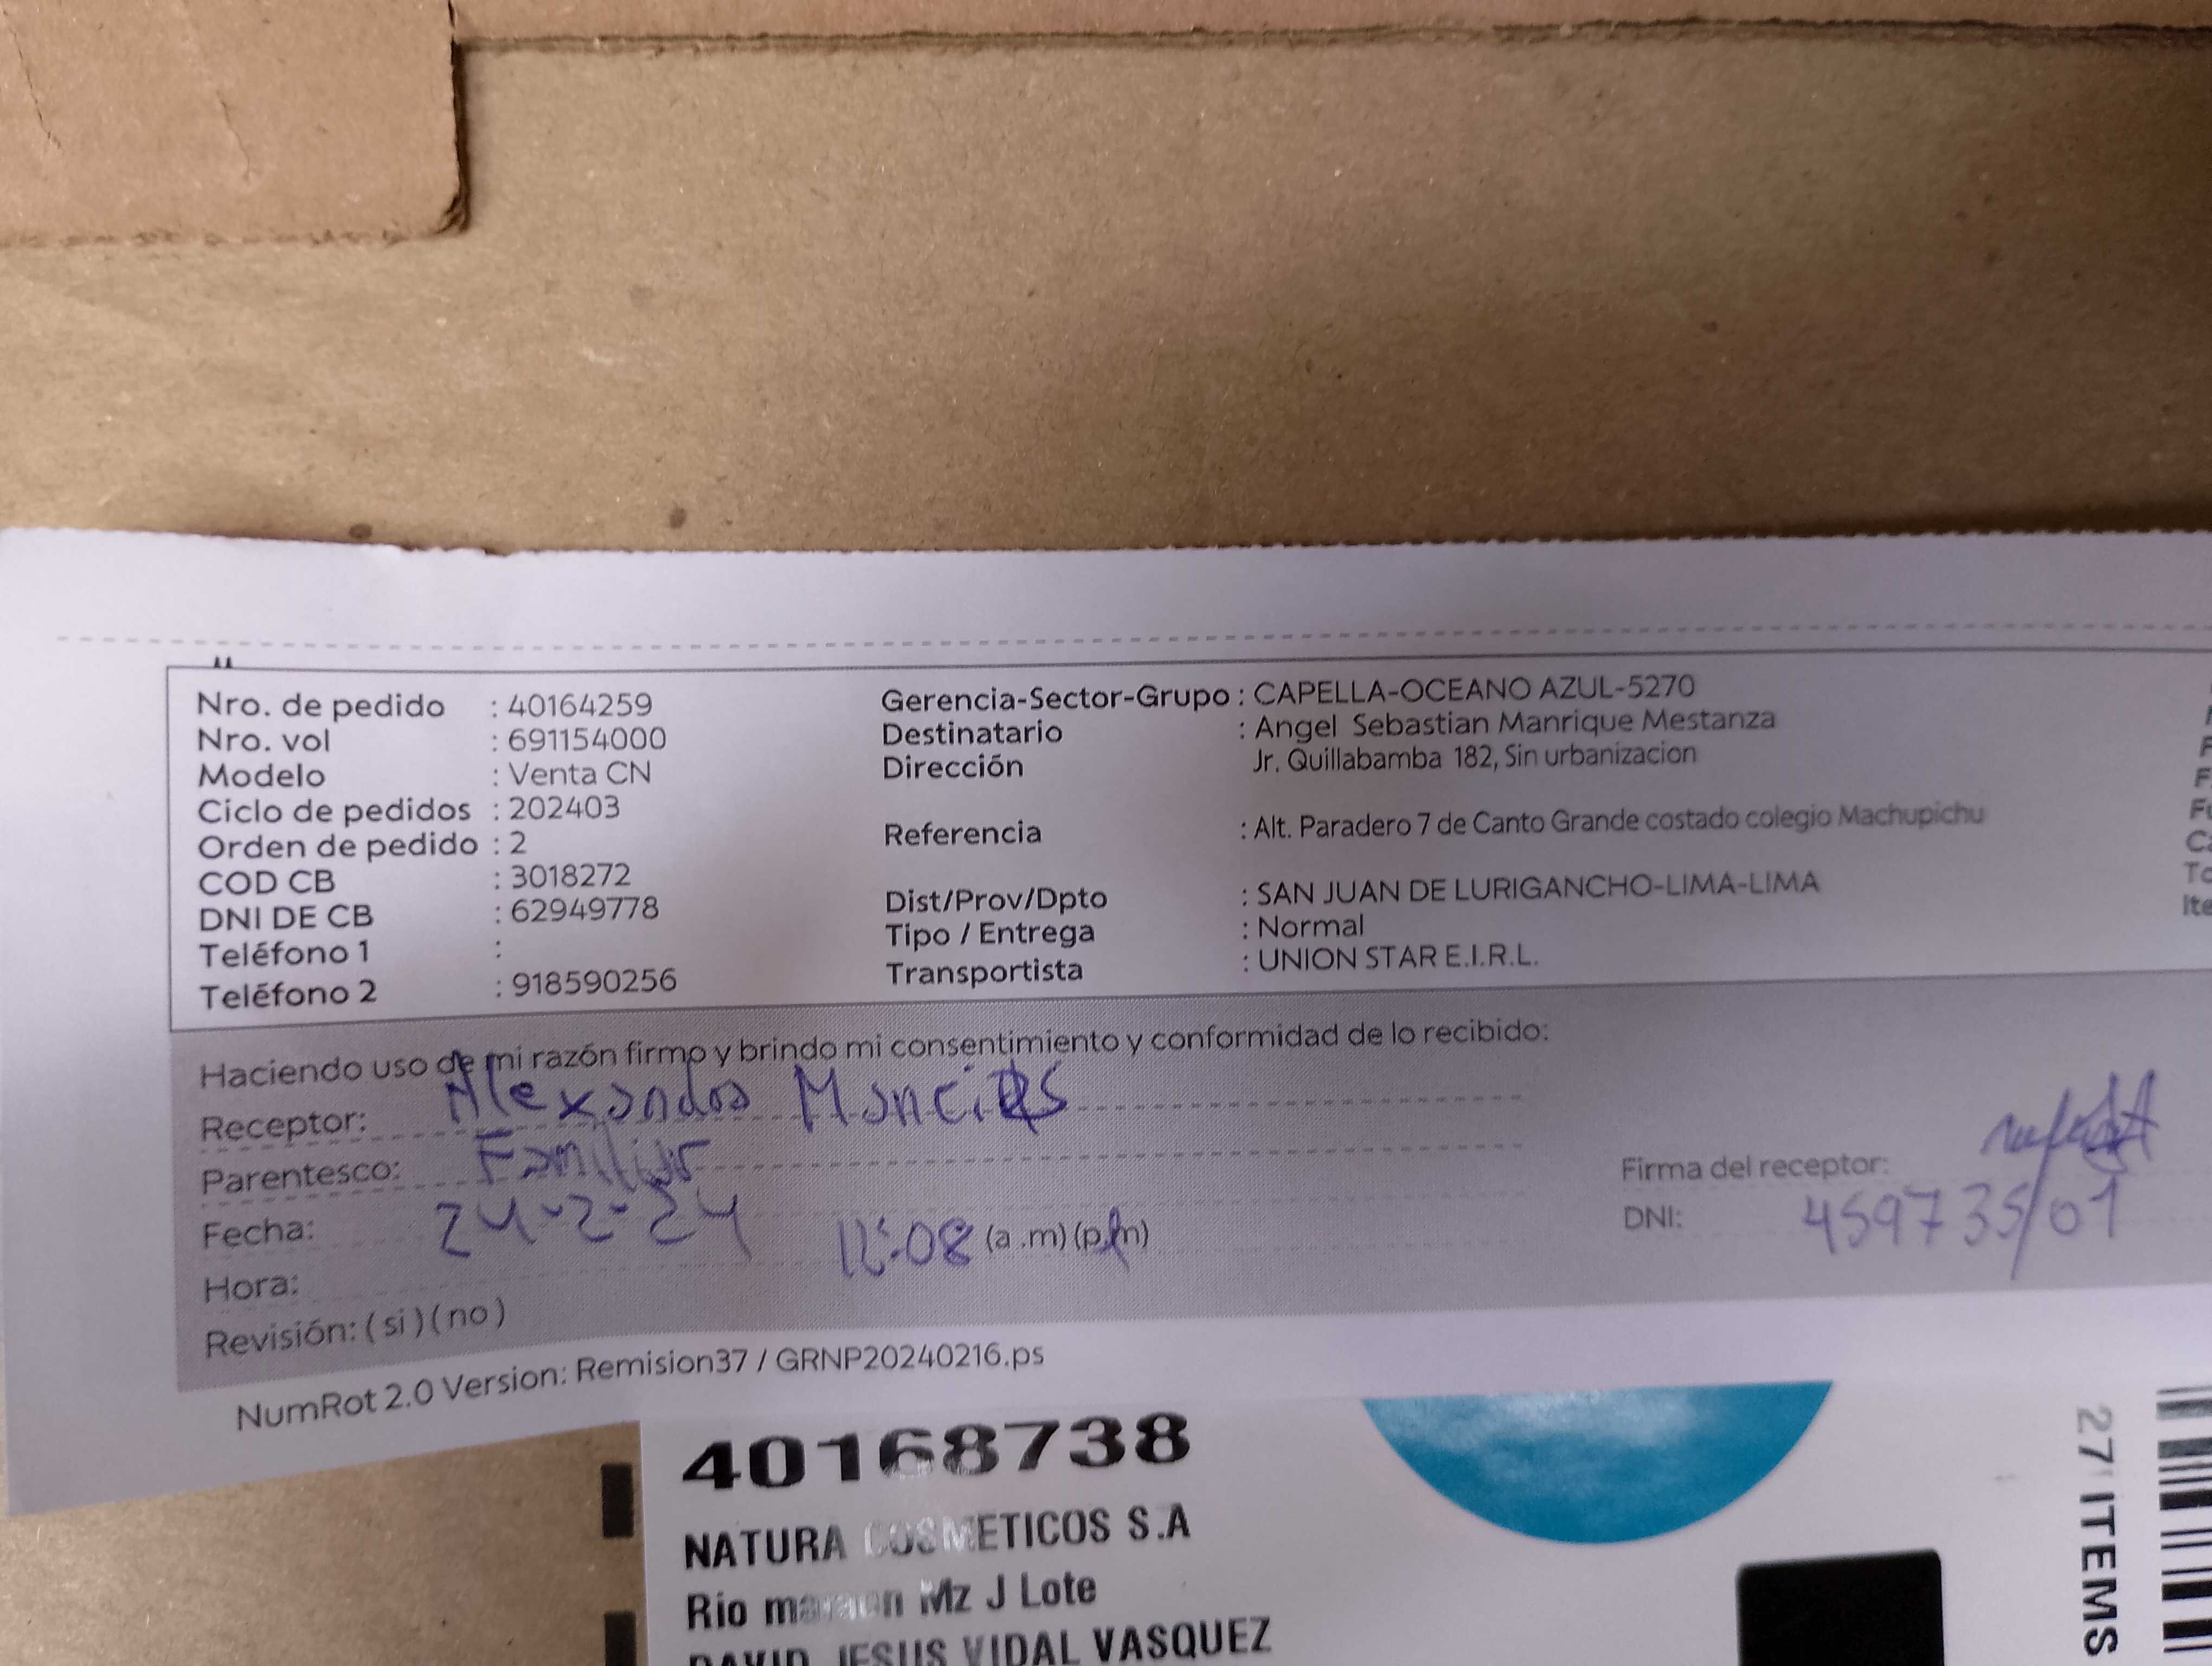 Nro. de pedido : 40164259
Nro. vol : 691154000
Modelo : Venta CN
Ciclo de pedidos : 202403
Orden de pedido : 2
COD CB : 3018272
DNI DE CB : 62949778
Teléfono 1 :
Teléfono 2 : 918590256
Gerencia-Sector-Grupo : CAPELLA-OCEANO AZUL-5270
Destinatario : Angel Sebastian Manrique Mestanza
Dirección Jr. Quillabamba 182, Sin urbanizacion
Referencia : Alt. Paradero 7 de Canto Grande costado colegio Machupichu
Dist/Prov/Dpto : SAN JUAN DE LURIGANCHO-LIMA-LIMA
Tipo / Entrega : Normal
Transportista : UNION STAR E.I.R.L.
Haciendo uso de mi razón firmo y brindo mi consentimiento y conformidad de lo recibido:
Receptor:
Parentesco: Familiar
Fecha: 24-2-24
Hora: :08 (a .m) (p.m)
Revisión: ( si ) ( no )
Firma del receptor:
DNI: 45973501
NumRot 2.0 Version: Remision37 / GRNP20240216.ps
40168738
NATURA COSMETICOS S.A
Rio Mz J Lote
DAVID JESUS VIDAL VASQUEZ
27 ITEMS